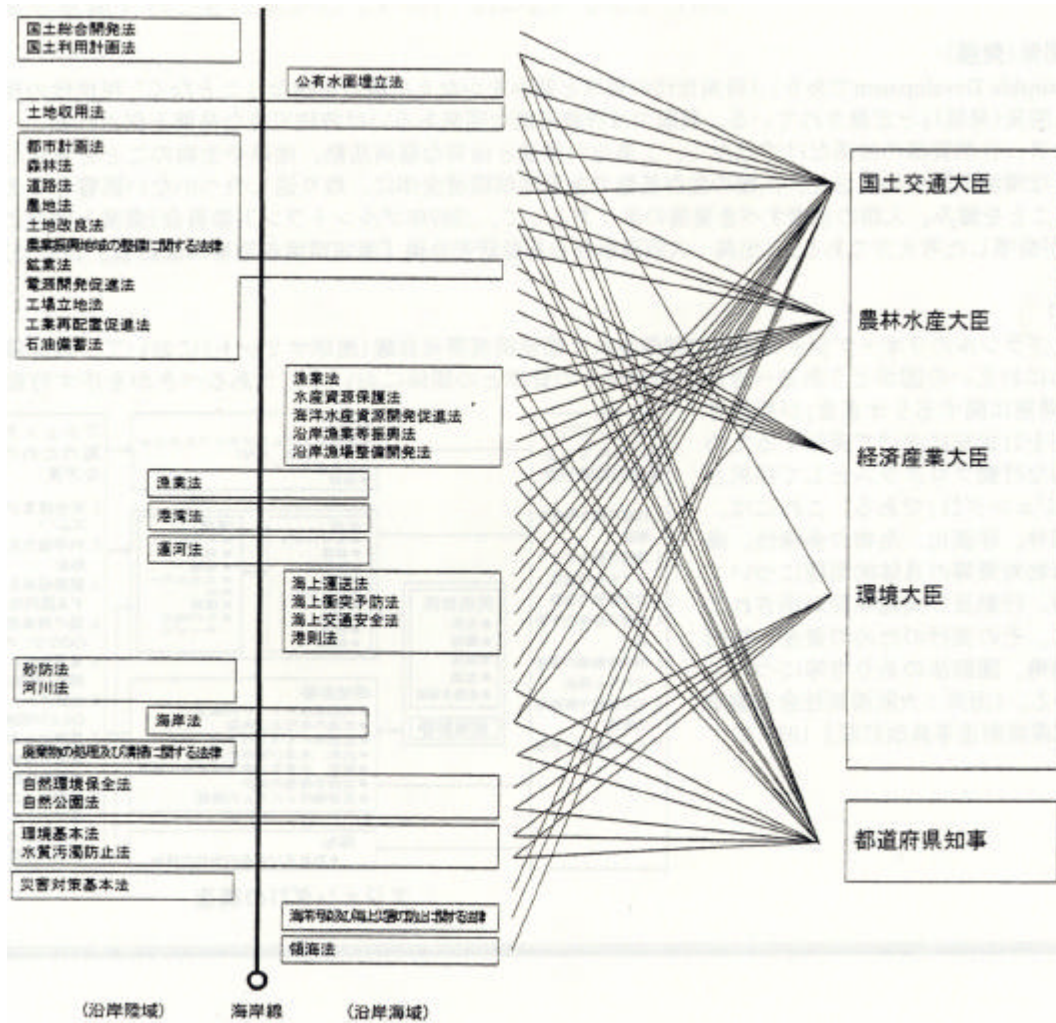 国土総合開発法
国土利用計画法
公有水面埋立法
土地収用法
都市計画法
森林法
道路法
農地法
土地改良法
農業振興地域の整備に関する法律
鉱業法
電源開発促進法
工場立地法
工業再配置促進法
石油備蓄法
漁業法
水産資源保護法
海洋水産資源開発促進法
沿岸漁業等振興法
沿岸漁場整備開発法
漁業法
港湾法
運河法
海上運送法
海上衝突予防法
海上交通安全法
港則法
砂防法
河川法
海岸法
廃棄物の処理及び清掃に関する法律
自然環境保全法
自然公園法
環境基本法
水質汚濁防止法
災害対策基本法
領海法
国土交通大臣
農林水産大臣
経済産業大臣
環境大臣
都道府県知事
(沿岸陸域)
海岸線
(沿岸海域)